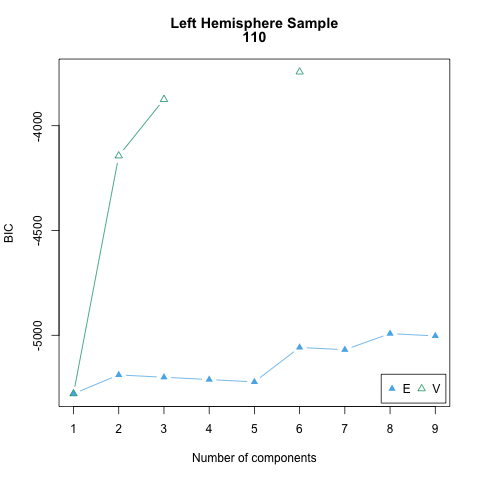 Left Hemisphere Sample
110
-4000
-4500
-5000
BIC
1 2 3 4 5 6 7 8 9
Number of components
E V